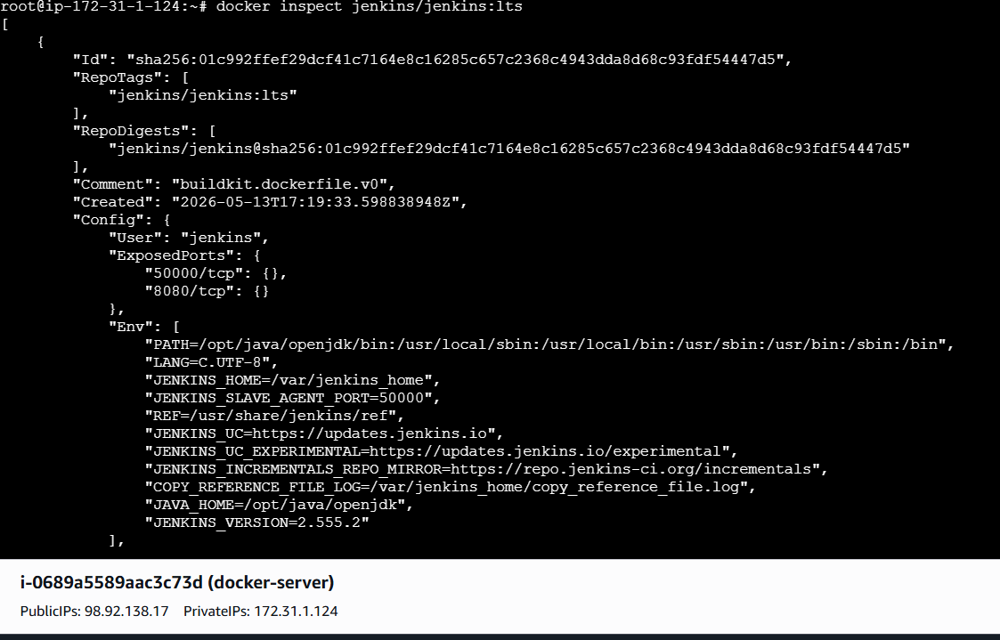 root@ip-172-31-1-124:~# docker inspect jenkins/jenkins:lts
[
    {
        "Id": "sha256:01c992ffef29dcf41c7164e8c16285c657c2368c4943dda8d68c93fdf54447d5",
        "RepoTags": [
            "jenkins/jenkins:lts"
        ],
        "RepoDigests": [
            "jenkins/jenkins@sha256:01c992ffef29dcf41c7164e8c16285c657c2368c4943dda8d68c93fdf54447d5"
        ],
        "Comment": "buildkit.dockerfile.v0",
        "Created": "2026-05-13T17:19:33.598838948Z",
        "Config": {
            "User": "jenkins",
            "ExposedPorts": {
                "50000/tcp": {},
                "8080/tcp": {}
            },
            "Env": [
                "PATH=/opt/java/openjdk/bin:/usr/local/sbin:/usr/local/bin:/usr/sbin:/usr/bin:/sbin:/bin",
                "LANG=C.UTF-8",
                "JENKINS_HOME=/var/jenkins_home",
                "JENKINS_SLAVE_AGENT_PORT=50000",
                "REF=/usr/share/jenkins/ref",
                "JENKINS_UC=https://updates.jenkins.io",
                "JENKINS_UC_EXPERIMENTAL=https://updates.jenkins.io/experimental",
                "JENKINS_INCREMENTALS_REPO_MIRROR=https://repo.jenkins-ci.org/incrementals",
                "COPY_REFERENCE_FILE_LOG=/var/jenkins_home/copy_reference_file.log",
                "JAVA_HOME=/opt/java/openjdk",
                "JENKINS_VERSION=2.555.2"
            ],
i-0689a5589aac3c73d (docker-server)
PublicIPs: 98.92.138.17 PrivateIPs: 172.31.1.124